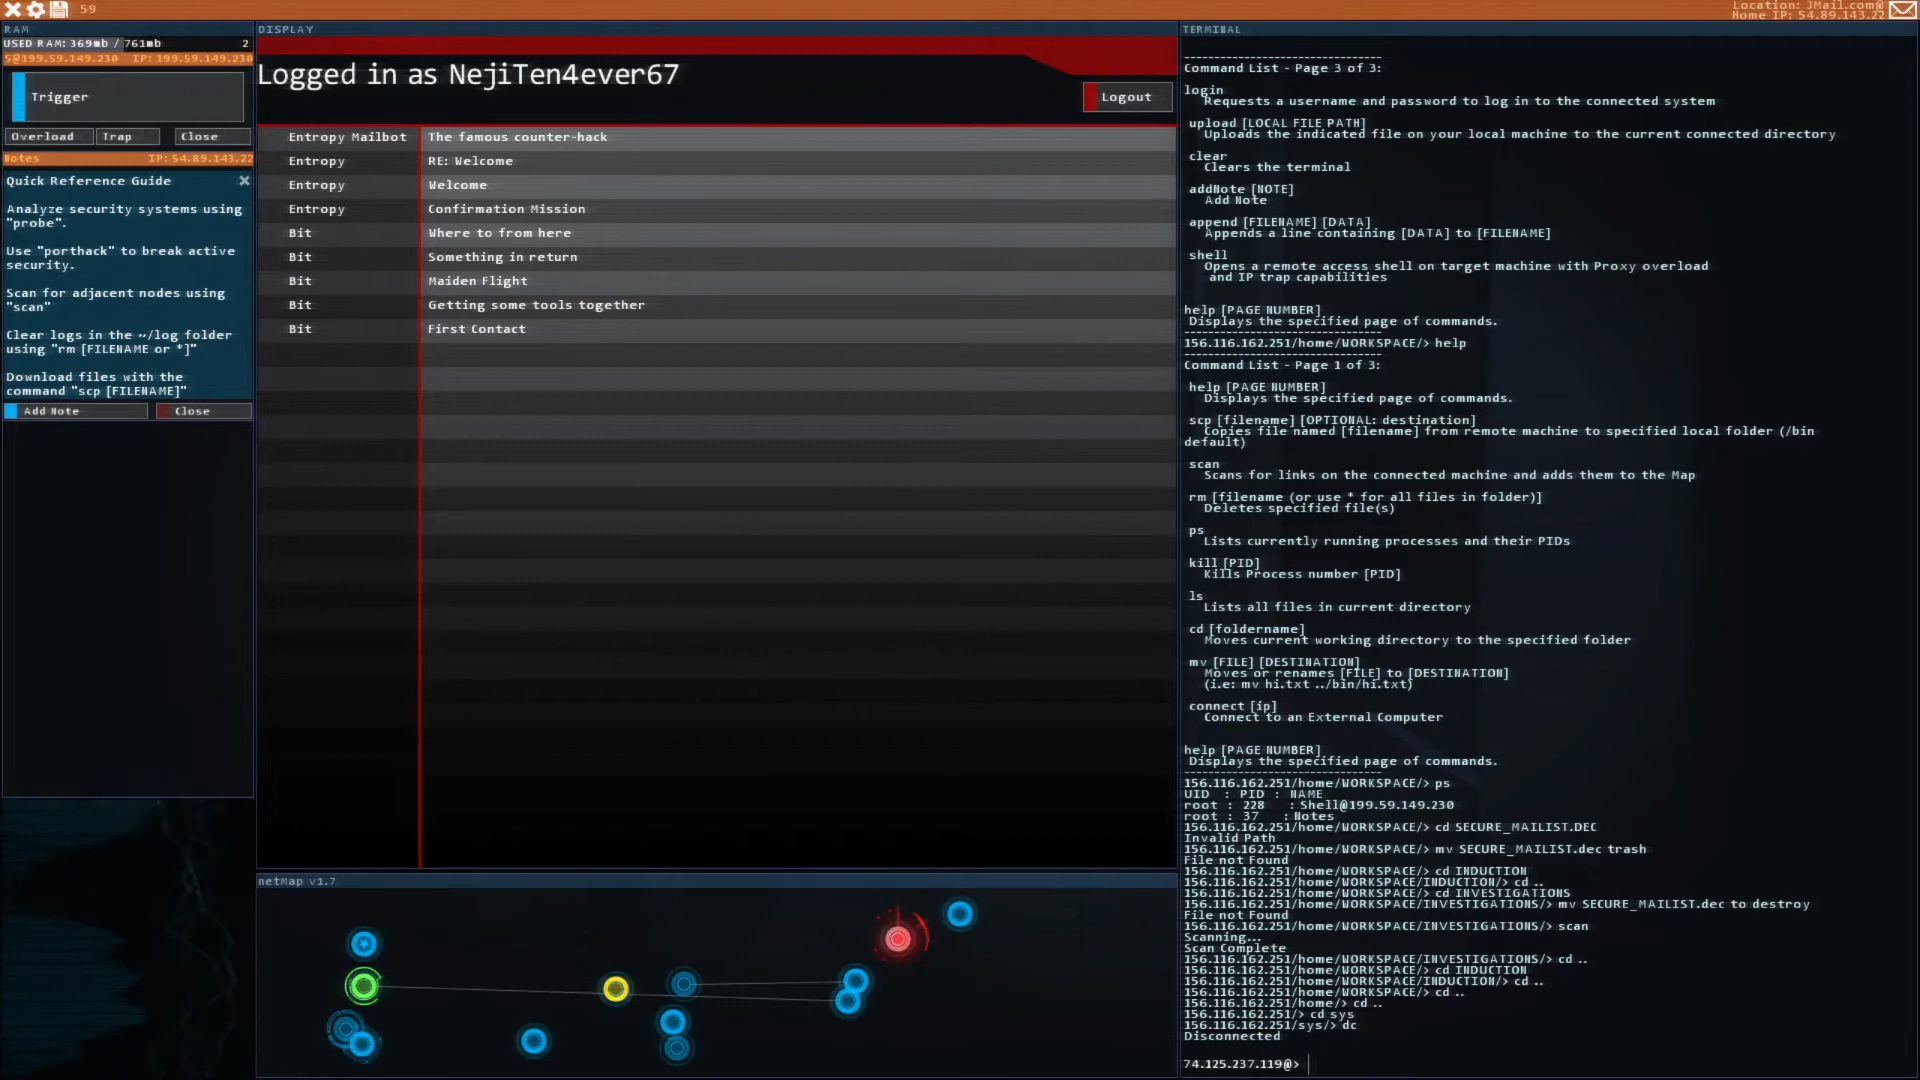 59
Location: JMail.com@
Home IP: 54.89.143.22
RAM
USED RAM: 369mb / 761mb
2
S@199.59.149.230 IP: 199.59.149.230
Trigger
Overload
Trap
Close
Notes
IP: 54.89.143.22
Quick Reference Guide
Analyze security systems using
"probe".
Use "porthack" to break active
security.
Scan for adjacent nodes using
"scan"
Clear logs in the ~/log folder
using "rm [FILENAME or *]"
Download files with the
command "scp [FILENAME]"
Add Note
Close
DISPLAY
Logged in as NejiTen4ever67
Logout
Entropy Mailbot The famous counter-hack
Entropy RE: Welcome
Entropy Welcome
Entropy Confirmation Mission
Bit Where to from here
Bit Something in return
Bit Maiden Flight
Bit Getting some tools together
Bit First Contact
netMap v1.7
TERMINAL
--------------------------------
Command List - Page 3 of 3:
login
Requests a username and password to log in to the connected system
upload [LOCAL FILE PATH]
Uploads the indicated file on your local machine to the current connected directory
clear
Clears the terminal
addNote [NOTE]
Add Note
append [FILENAME] [DATA]
Appends a line containing [DATA] to [FILENAME]
shell
Opens a remote access shell on target machine with Proxy overload
and IP trap capabilities
help [PAGE NUMBER]
Displays the specified page of commands.
--------------------------------
156.116.162.251/home/WORKSPACE/> help
--------------------------------
Command List - Page 1 of 3:
help [PAGE NUMBER]
Displays the specified page of commands.
scp [filename] [OPTIONAL: destination]
Copies file named [filename] from remote machine to specified local folder (/bin
default)
scan
Scans for links on the connected machine and adds them to the Map
rm [filename (or use * for all files in folder)]
Deletes specified file(s)
ps
Lists currently running processes and their PIDs
kill [PID]
Kills Process number [PID]
ls
Lists all files in current directory
cd [foldername]
Moves current working directory to the specified folder
mv [FILE] [DESTINATION]
Moves or renames [FILE] to [DESTINATION]
(i.e: mv hi.txt ../bin/hi.txt)
connect [ip]
Connect to an External Computer
help [PAGE NUMBER]
Displays the specified page of commands.
--------------------------------
156.116.162.251/home/WORKSPACE/> ps
UID : PID : NAME
root : 228 : Shell@199.59.149.230
root : 37 : Notes
156.116.162.251/home/WORKSPACE/> cd SECURE_MAILIST.DEC
Invalid Path
156.116.162.251/home/WORKSPACE/> mv SECURE_MAILIST.dec trash
File not Found
156.116.162.251/home/WORKSPACE/> cd INDUCTION
156.116.162.251/home/WORKSPACE/INDUCTION/> cd ..
156.116.162.251/home/WORKSPACE/> cd INVESTIGATIONS
156.116.162.251/home/WORKSPACE/INVESTIGATIONS/> mv SECURE_MAILIST.dec to destroy
File not Found
156.116.162.251/home/WORKSPACE/INVESTIGATIONS/> scan
Scanning...
Scan Complete
156.116.162.251/home/WORKSPACE/INVESTIGATIONS/> cd ..
156.116.162.251/home/WORKSPACE/> cd INDUCTION
156.116.162.251/home/WORKSPACE/INDUCTION/> cd ..
156.116.162.251/home/WORKSPACE/> cd ..
156.116.162.251/home/> cd ..
156.116.162.251/> cd sys
156.116.162.251/sys/> dc
Disconnected
74.125.237.119@>